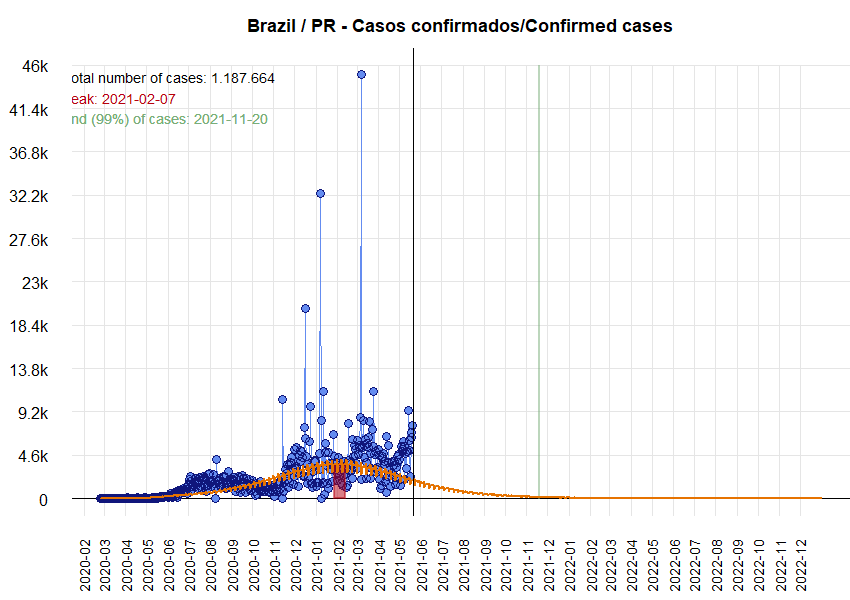 Brazil / PR - Casos confirmados/Confirmed cases
46k
otal number of cases: 1.187.664
eak: 2021-02-07
41.4k
nd (99%) of cases: 2021-11-20
36.8k
32.2k
27.6k
23k
18.4k
13.8k
9.2k
4.6k
0
2020-02
2020-03
2020-04
2020-05
2020-06
2020-07
2020-08
2020-09
2020-10
2020-11
2020-12
2021-01
2021-02
2021-03
2021-04
2021-05
2021-06
2021-07
2021-08
2021-09
2021-10
2021-11
2021-12
2022-01
2022-02
2022-03
2022-04
2022-05
2022-06
2022-07
2022-08
2022-09
2022-10
2022-11
2022-12